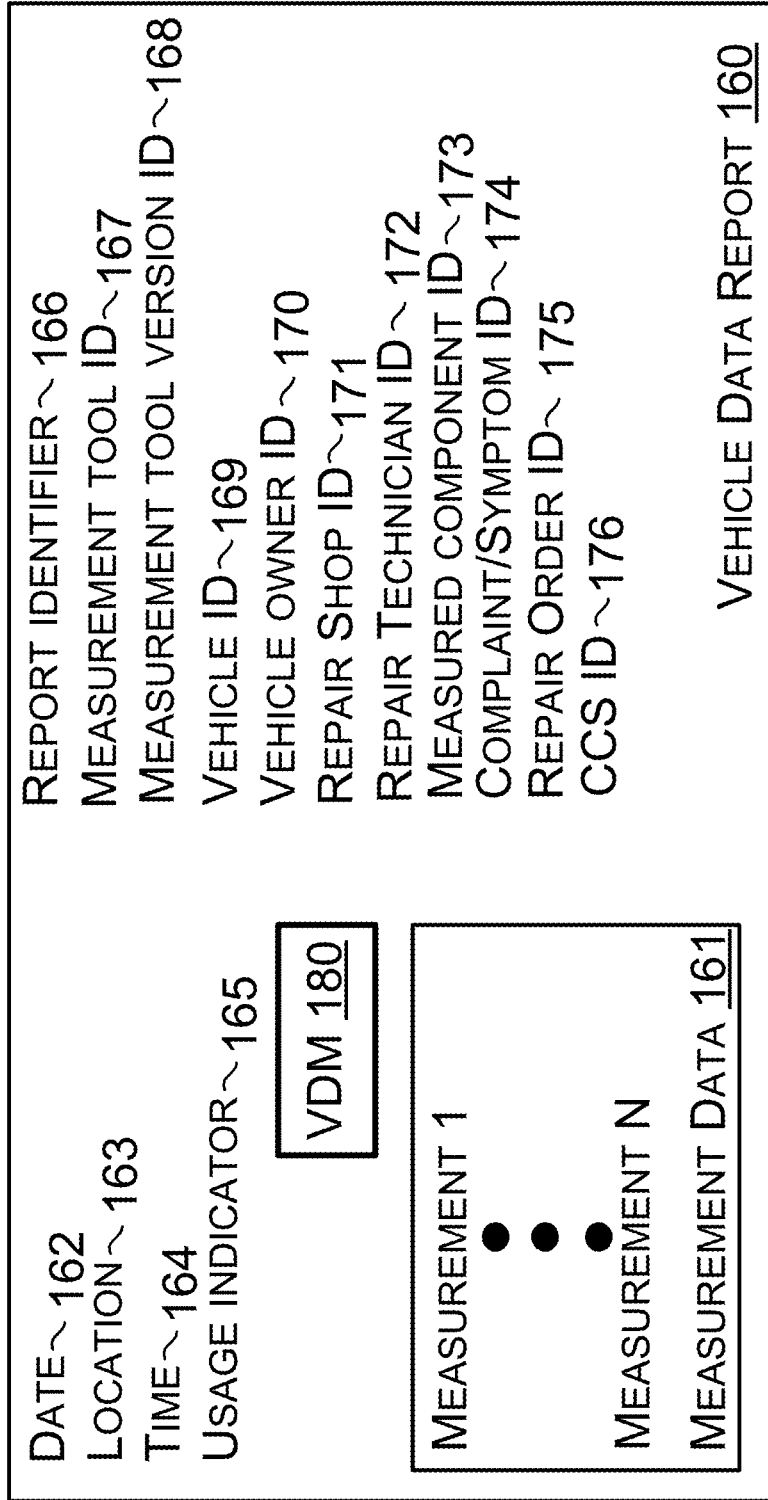 DATE~162
LOCATION~163
TIME~164
USAGE INDICATOR~165
VDM 180
MEASUREMENT 1
MEASUREMENT N
MEASUREMENT DATA 161
REPORT IDENTIFIER~166
MEASUREMENT TOOL ID~167
MEASUREMENT TOOL VERSION ID~168
VEHICLE ID~169
VEHICLE OWNER ID~170
REPAIR SHOP ID~171
REPAIR TECHNICIAN ID~172
MEASURED COMPONENT ID~173
COMPLAINT/SYMPTOM ID~174
REPAIR ORDER ID~175
CCS ID~176
VEHICLE DATA REPORT 160